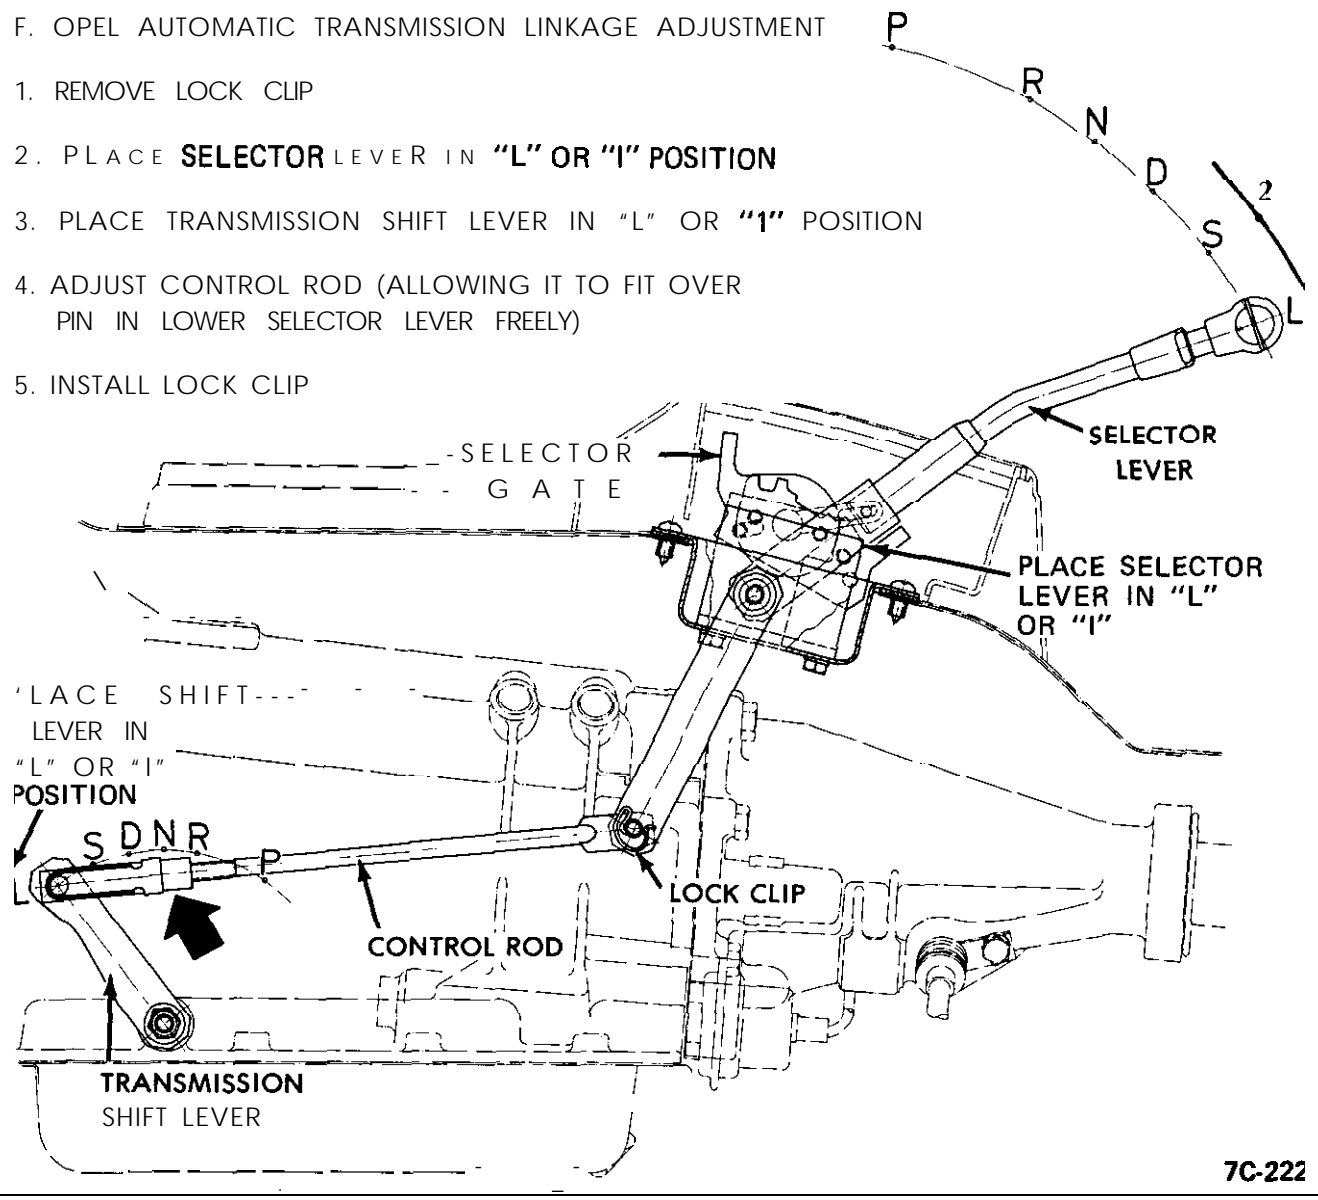 F. OPEL AUTOMATIC TRANSMISSION LINKAGE ADJUSTMENT
1. REMOVE LOCK CLIP
2. PLACE SELECTOR LEVER IN "L" OR "I" POSITION
3. PLACE TRANSMISSION SHIFT LEVER IN "L" OR "1" POSITION
4. ADJUST CONTROL ROD (ALLOWING IT TO FIT OVER
PIN IN LOWER SELECTOR LEVER FREELY)
5. INSTALL LOCK CLIP
P
R
N
D
2
S
L
SELECTOR
LEVER
SELECTOR
GATE
PLACE SELECTOR
LEVER IN "L"
OR "I"
'LACE SHIFT
LEVER IN
"L" OR "I"
POSITION
S D N R
P
L
LOCK CLIP
CONTROL ROD
TRANSMISSION
SHIFT LEVER
7C-222